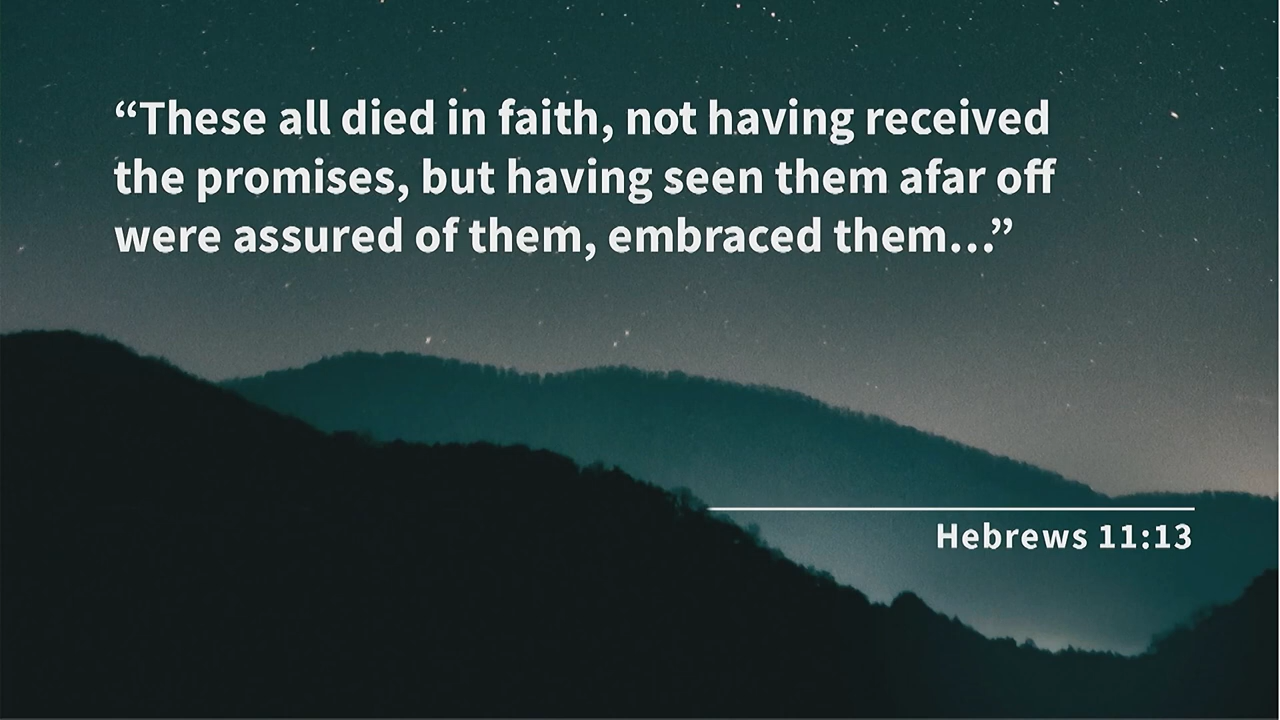 “These all died in faith, not having received
the promises, but having seen them afar off
were assured of them, embraced them...”
Hebrews 11:13